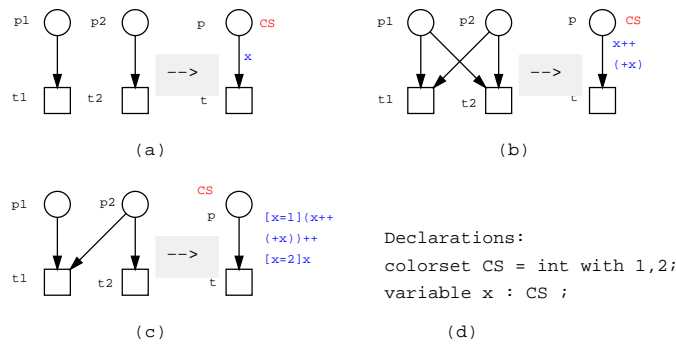 p1 p2 p CS
x
-->
t1 t2 t
(a)
p1 p2 p CS
x++
(+x)
-->
t1 t2 t
(b)
CS
p1 p2 p
[x=1](x++
(+x))++
[x=2]x
-->
t1 t2 t
(c)
Declarations:
colorset CS = int with 1,2;
variable x : CS ;
(d)